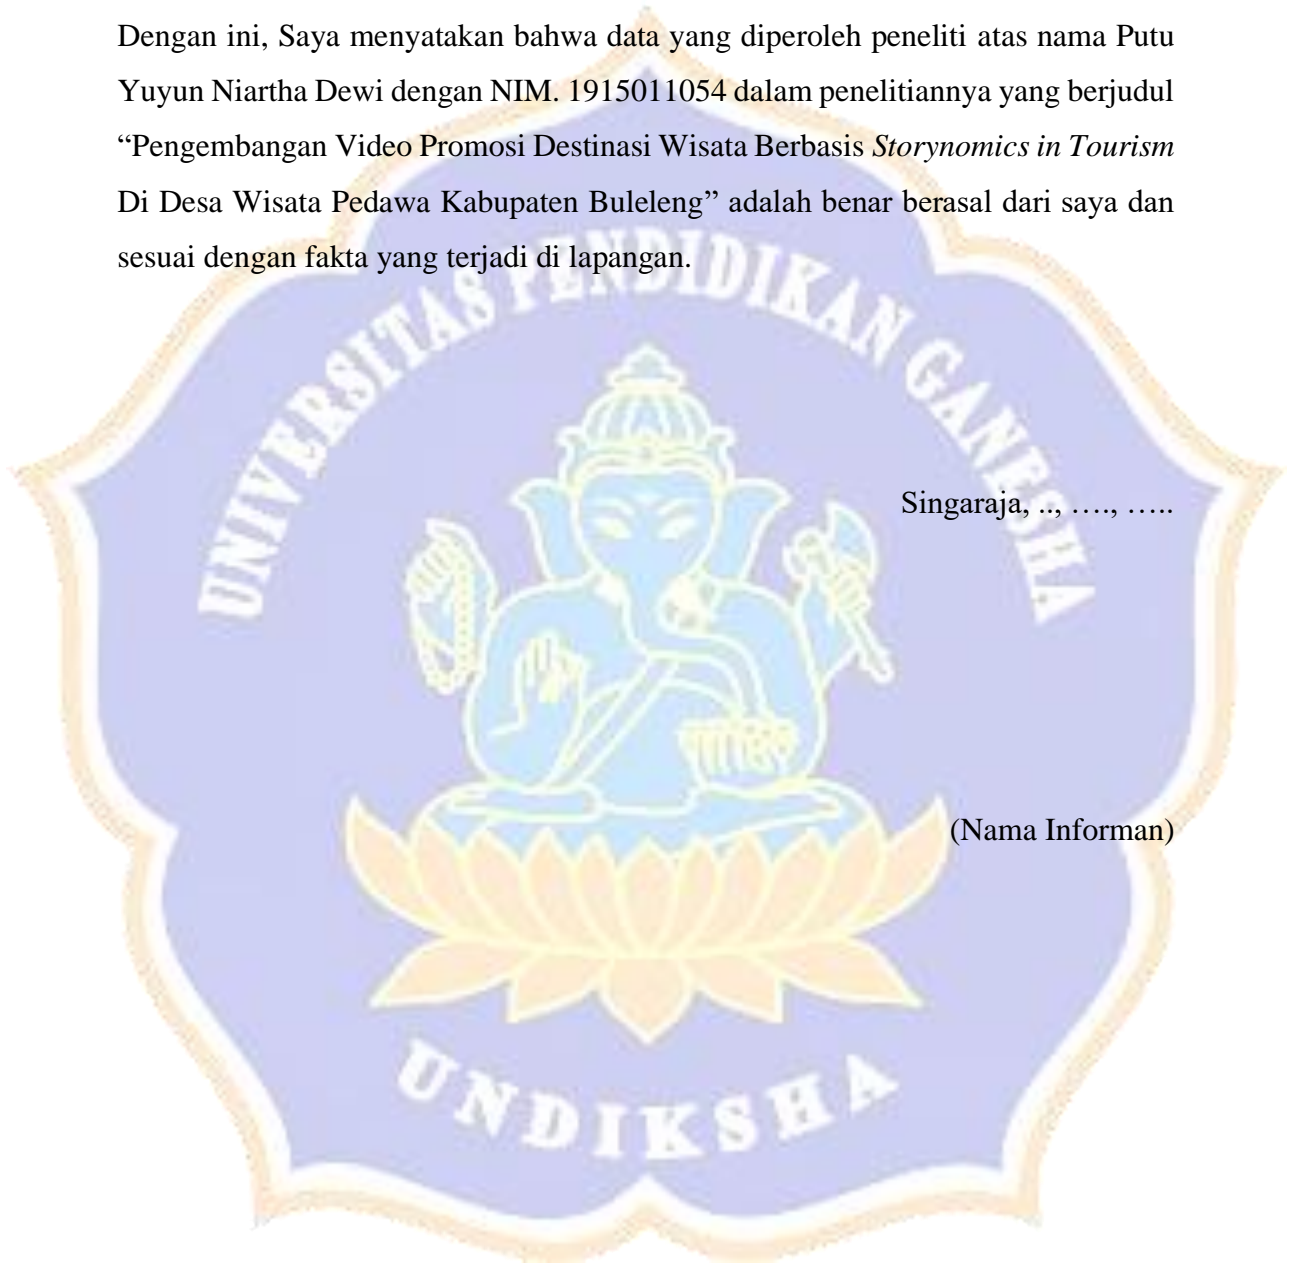 Dengan ini, Saya menyatakan bahwa data yang diperoleh peneliti atas nama Putu
Yuyun Niartha Dewi dengan NIM. 1915011054 dalam penelitiannya yang berjudul
“Pengembangan Video Promosi Destinasi Wisata Berbasis Storynomics in Tourism
Di Desa Wisata Pedawa Kabupaten Buleleng” adalah benar berasal dari saya dan
sesuai dengan fakta yang terjadi di lapangan.
UNIVERSITAS PENDIDIKAN GANESHA
Singaraja, .., …., …..
(Nama Informan)
UNDIKSHA